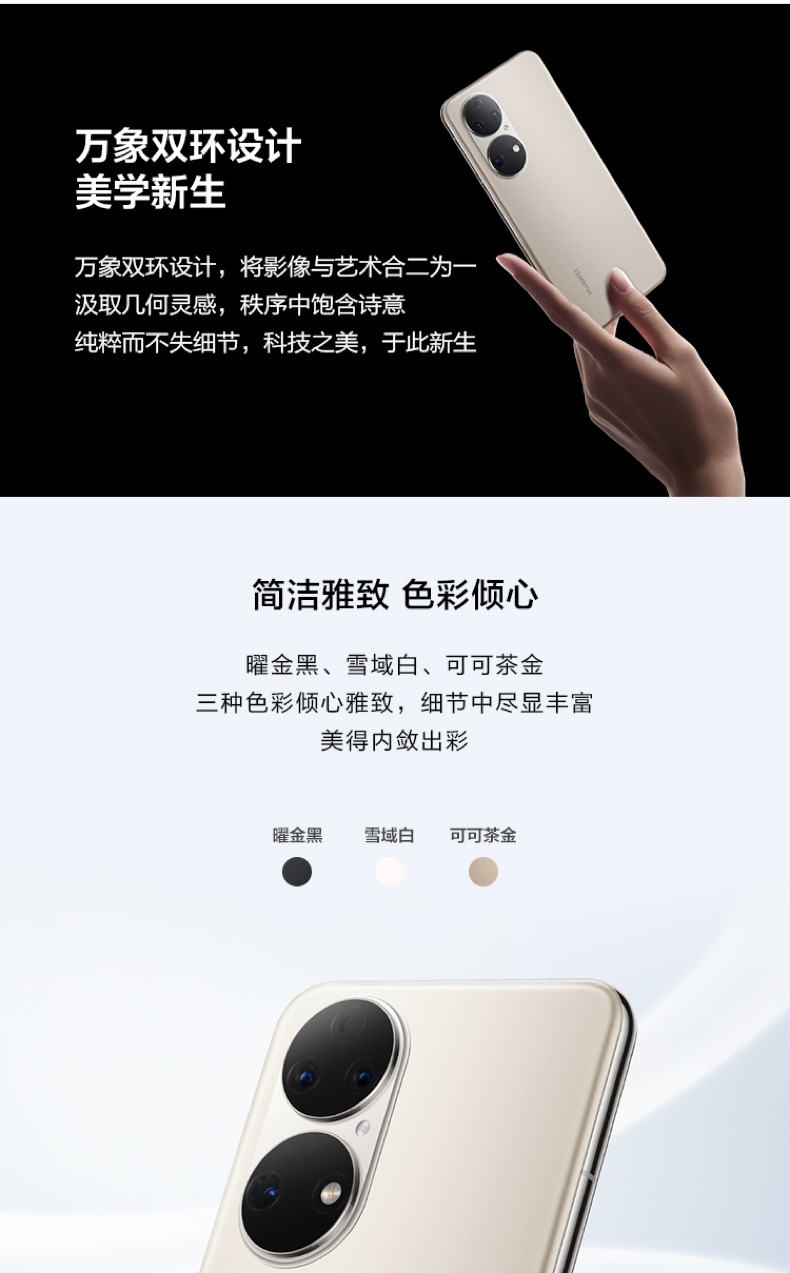 万象双环设计
美学新生
万象双环设计，将影像与艺术合二为一
汲取几何灵感，秩序中饱含诗意
纯粹而不失细节，科技之美，于此新生
HUAWEI
简洁雅致 色彩倾心
曜金黑、雪域白、可可茶金
三种色彩倾心雅致，细节中尽显丰富
美得内敛出彩
曜金黑 雪域白 可可茶金